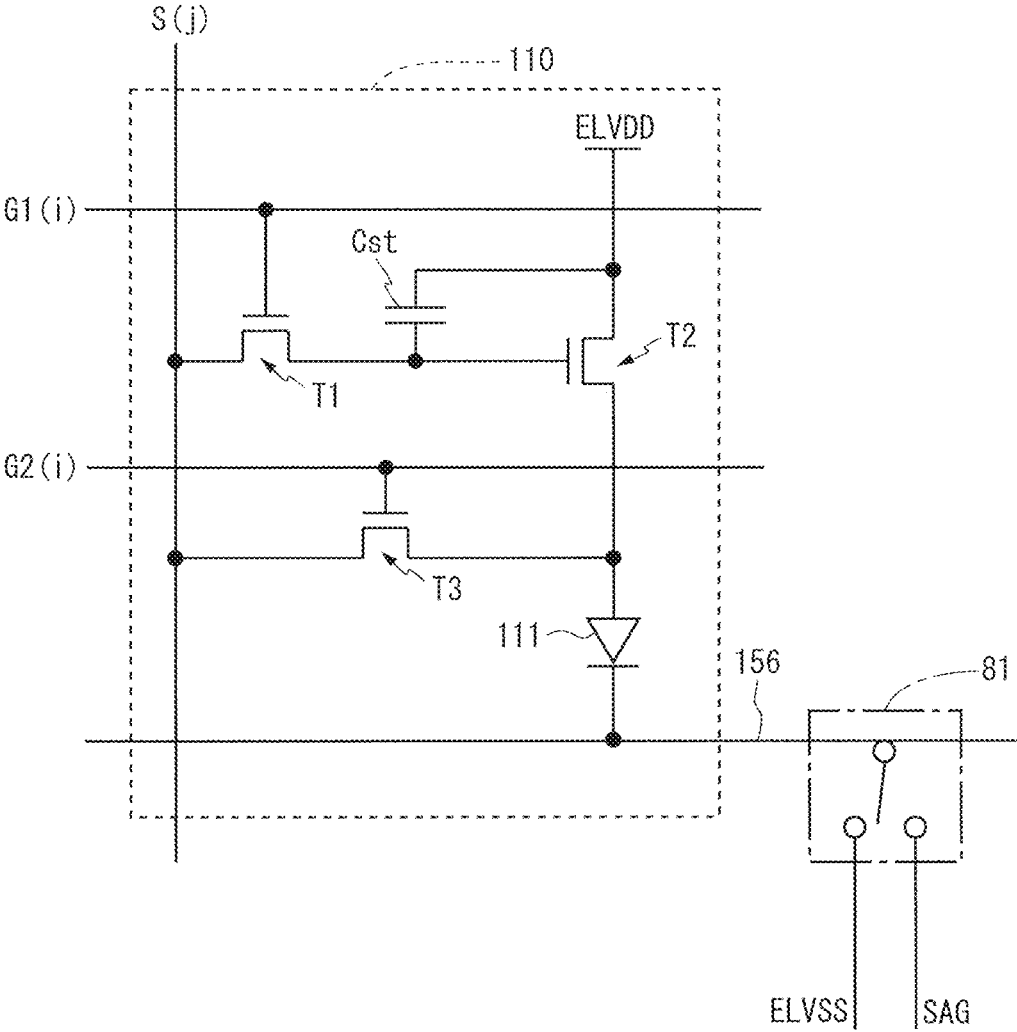 S(j)
110
ELVDD
G1(i)
Cst
T2
T1
G2(i)
T3
111
156
81
ELVSS
SAG